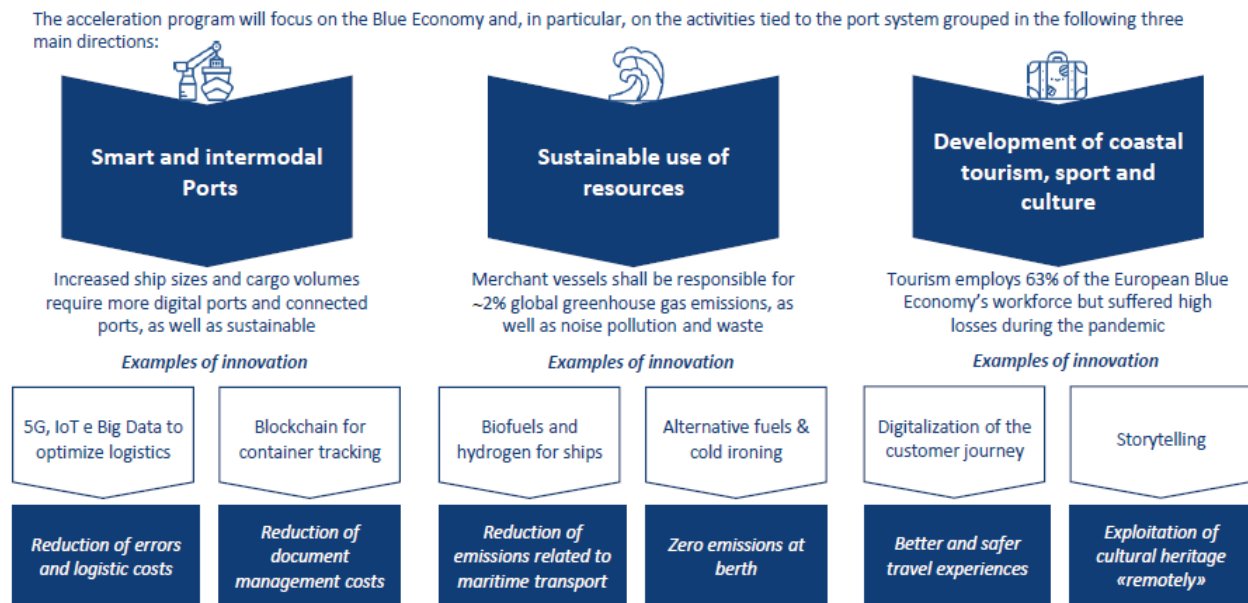 The acceleration program will focus on the Blue Economy and, in particular, on the activities tied to the port system grouped in the following three
main directions:
Smart and intermodal
Ports
Increased ship sizes and cargo volumes
require more digital ports and connected
ports, as well as sustainable
Examples of innovation
5G, IoT e Big Data to
optimize logistics
Blockchain for
container tracking
Reduction of errors
and logistic costs
Reduction of
document
management costs
Sustainable use of
resources
Merchant vessels shall be responsible for
~2% global greenhouse gas emissions, as
well as noise pollution and waste
Examples of innovation
Biofuels and
hydrogen for ships
Alternative fuels &
cold ironing
Reduction of
emissions related to
maritime transport
Zero emissions at
berth
Development of coastal
tourism, sport and
culture
Tourism employs 63% of the European Blue
Economy's workforce but suffered high
losses during the pandemic
Examples of innovation
Digitalization of the
customer journey
Storytelling
Better and safer
travel experiences
Exploitation of
cultural heritage
«remotely»